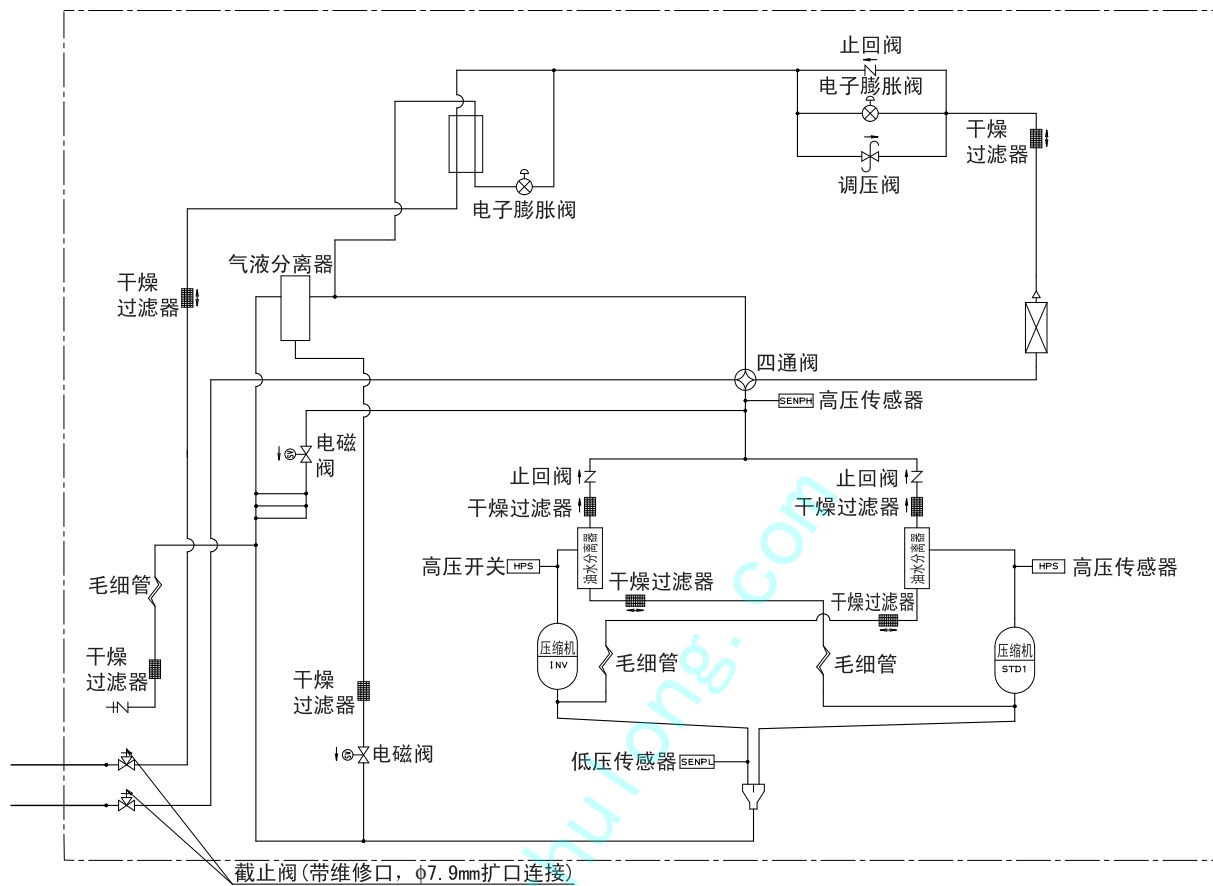 止回阀
电子膨胀阀
干燥
过滤器
调压阀
电子膨胀阀
气液分离器
干燥
过滤器
四通阀
SENPH 高压传感器
电磁
阀
止回阀
止回阀
干燥过滤器
干燥过滤器
油水分离器
油水分离器
高压开关 HPS
HPS 高压传感器
毛细管
干燥过滤器
干燥过滤器
压缩机
INV
压缩机
STD1
毛细管
毛细管
干燥
过滤器
干燥
过滤器
电磁阀
低压传感器 SENPL
截止阀(带维修口，φ7.9mm扩口连接)
hulong.com